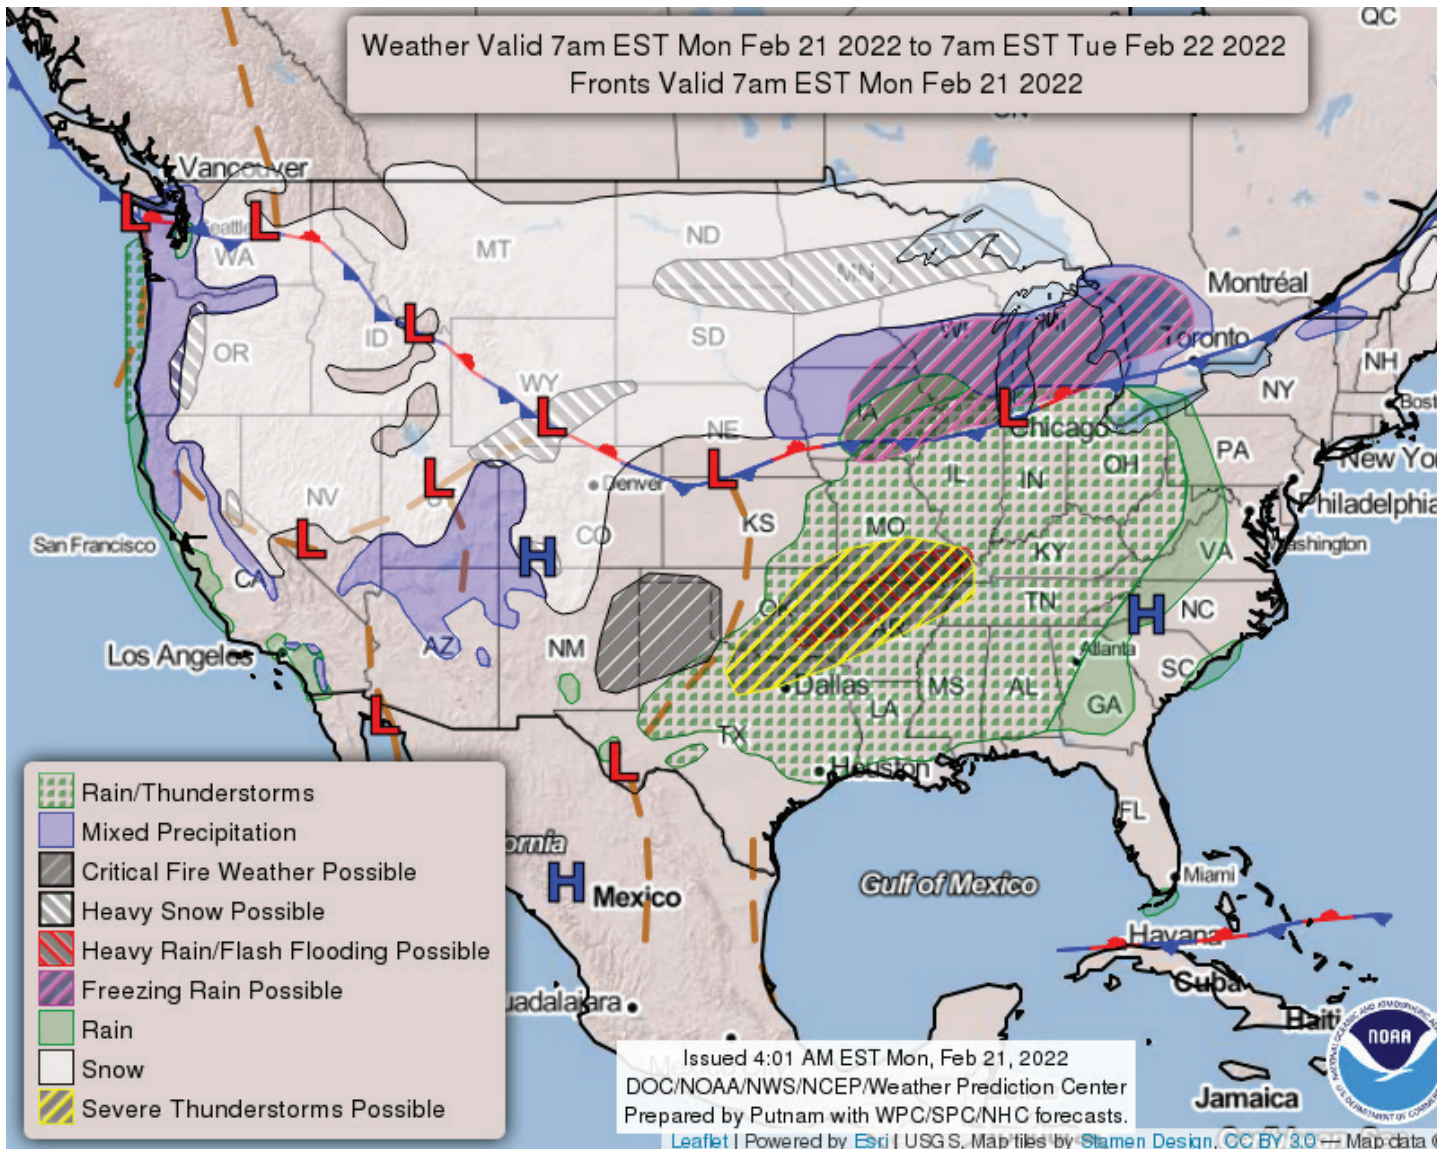 QC
Weather Valid 7am EST Mon Feb 21 2022 to 7am EST Tue Feb 22 2022
Fronts Valid 7am EST Mon Feb 21 2022
Vancouver
L
L
Seattle
WA
MT
ND
MN
Montréal
L
ID
OR
SD
WI
MI
Toronto
WY
NH
NY
L
NE
IA
L
Chicago
Bost
PA
New Yo
L
L
Denver
IL
IN
OH
Philadelphia
NV
KS
MO
San Francisco
L
H
CO
KY
VA
ashington
CA
OK
AR
TN
H
NC
Los Angeles
AZ
NM
Atlanta
SC
Dallas
MS
AL
GA
LA
L
TX
L
Houston
FL
Rain/Thunderstorms
Mixed Precipitation
Critical Fire Weather Possible
Heavy Snow Possible
Heavy Rain/Flash Flooding Possible
Freezing Rain Possible
Rain
Snow
Severe Thunderstorms Possible
ornia
H
Mexico
Gulf of Mexico
Miami
Havana
Cuba
uadalajara
Haiti
Jamaica
NOAA
Issued 4:01 AM EST Mon, Feb 21, 2022
DOC/NOAA/NWS/NCEP/Weather Prediction Center
Prepared by Putnam with WPC/SPC/NHC forecasts.
Leaflet | Powered by Esri | USGS, Map tiles by Stamen Design, CC BY 3.0 — Map data ©